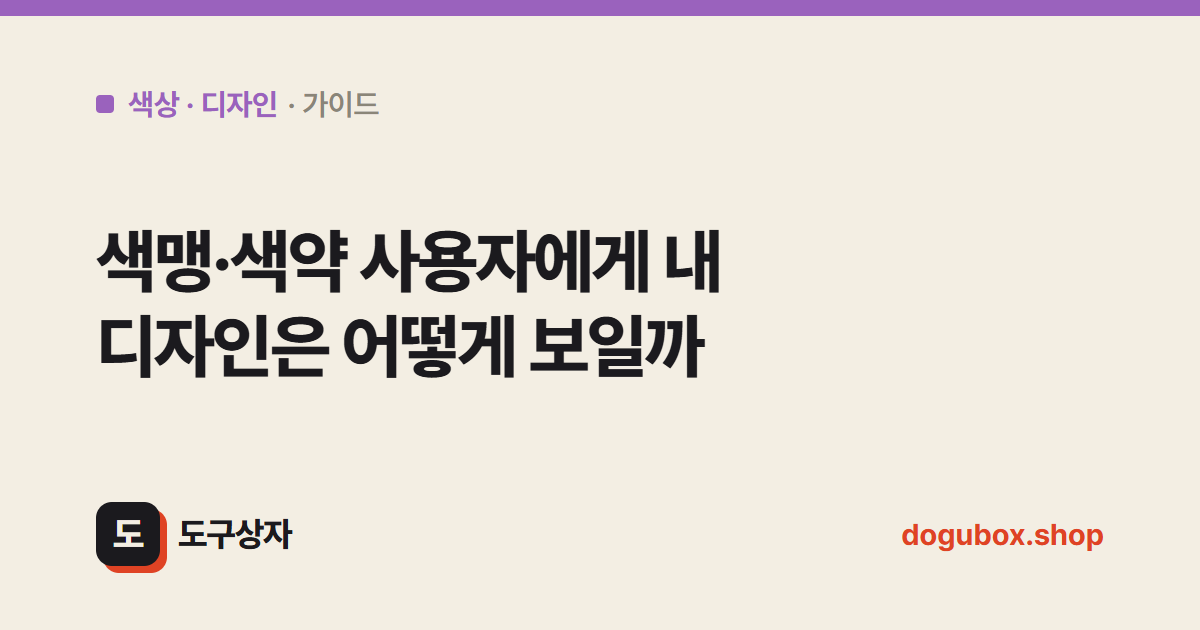 색상 · 디자인 · 가이드
색맹·색약 사용자에게 내
디자인은 어떻게 보일까
도 도구상자
dogubox.shop